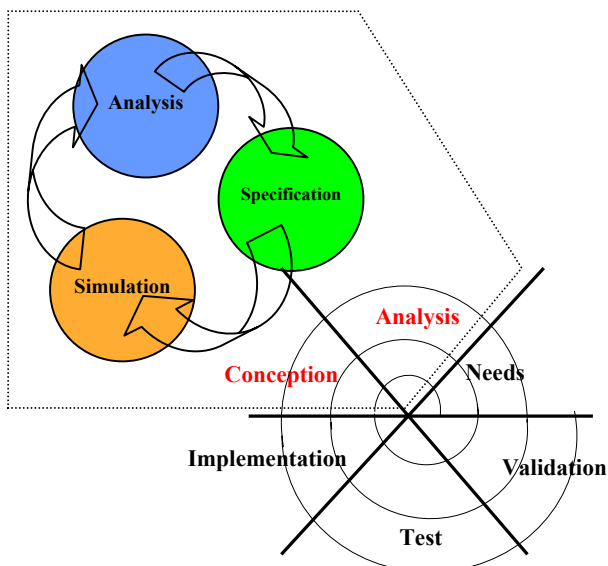 Analysis
Specification
Simulation
Analysis
Conception
Needs
Implementation
Validation
Test